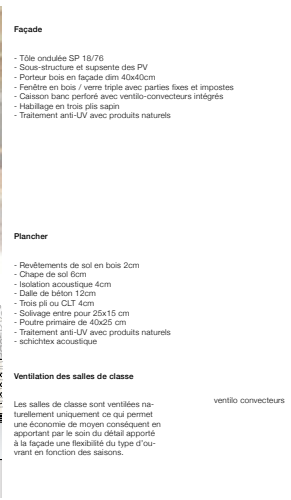 Façade
- Tôle ondulée SP 18/76
- Sous-structure et supsente des PV
- Porteur bois en façade dim 40x40cm
- Fenêtre en bois / verre triple avec parties fixes et impostes
- Caisson banc perforé avec ventilo-convecteurs intégrés
- Habillage en trois plis sapin
- Traitement anti-UV avec produits naturels
Plancher
- Revêtements de sol en bois 2cm
- Chape de sol 6cm
- Isolation acoustique 4cm
- Dalle de béton 12cm
- Trois pli ou CLT 4cm
- Solivage entre pour 25x15 cm
- Poutre primaire de 40x25 cm
- Traitement anti-UV avec produits naturels
- schichtex acoustique
Ventilation des salles de classe
Les salles de classe sont ventilées na-
turellement uniquement ce qui permet
une économie de moyen conséquent en
apportant par le soin du détail apporté
à la façade une flexibilité du type d'ou-
vrant en fonction des saisons.
ventilo convecteurs